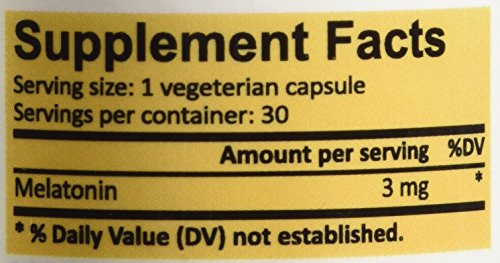 Supplement Facts
Serving size: 1 vegeterian capsule
Servings per container: 30
Amount per serving %DV
Melatonin 3 mg *
* % Daily Value (DV) not established.